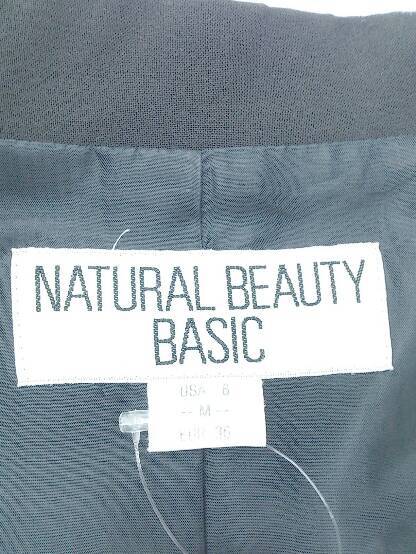 NATURAL BEAUTY
BASIC
USA 6
-- M --
EUR 36